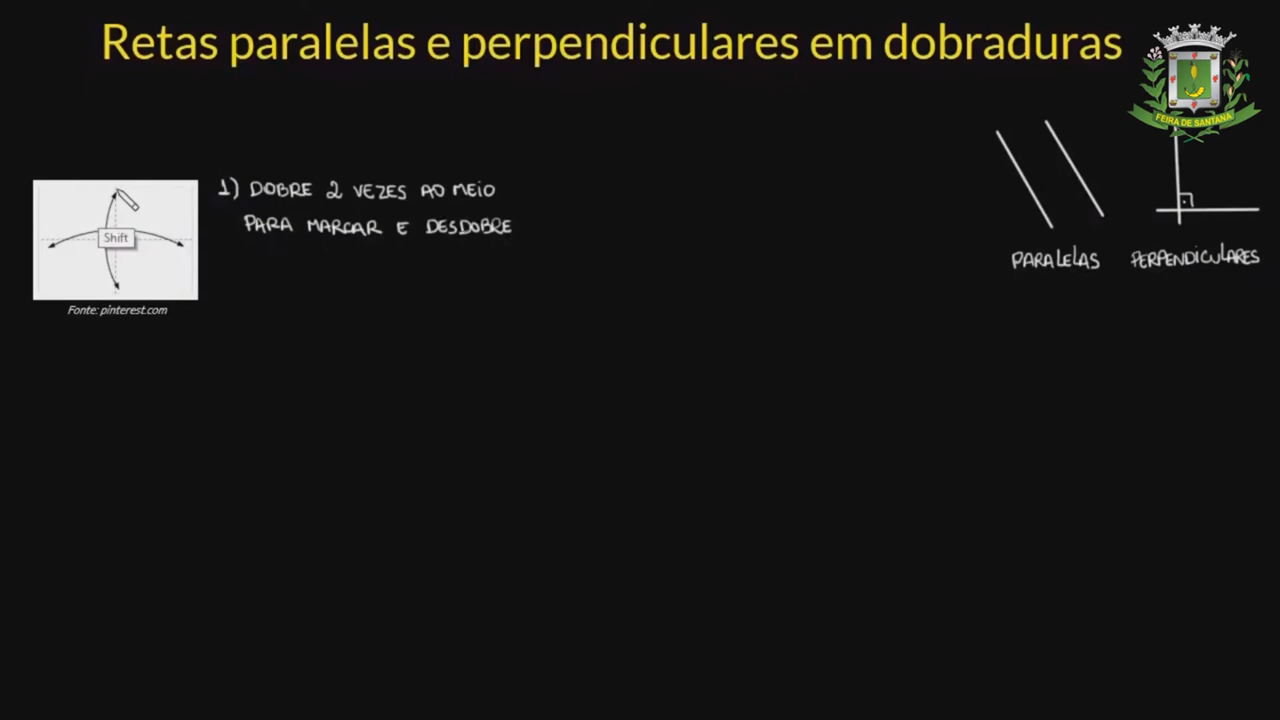 Retas paralelas e perpendiculares em dobraduras
FEIRA DE SANTANA
1) DOBRE 2 VEZES AO MEIO
PARA MARCAR E DESDOBRE
Shift
Fonte: pinterest.com
PARALELAS
PERPENDICULARES